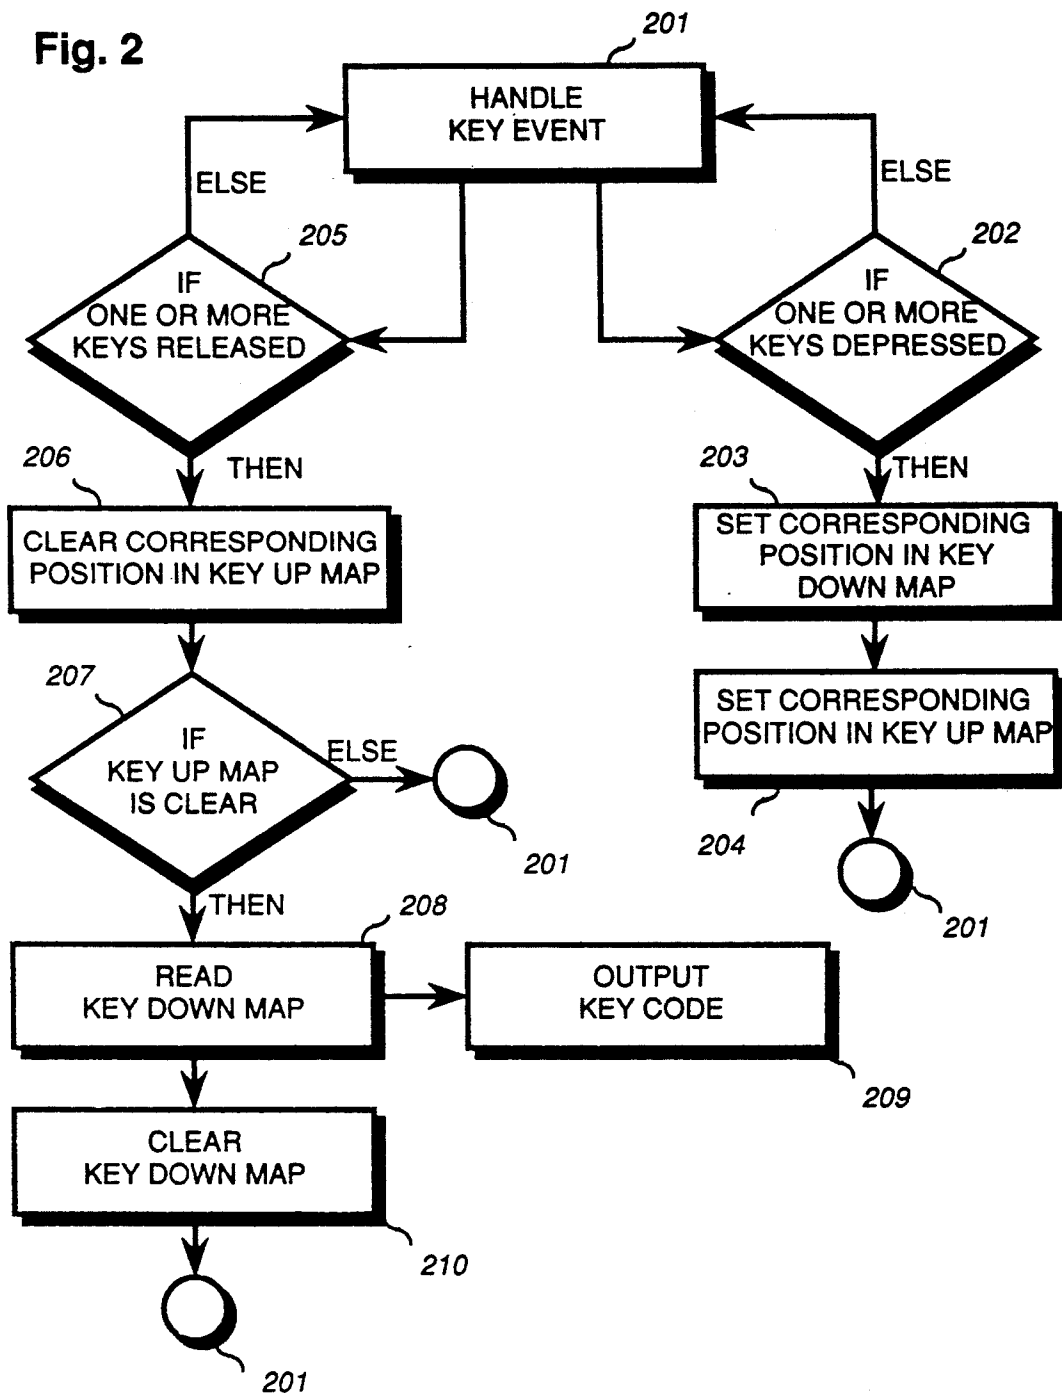 Fig. 2
201
HANDLE
KEY EVENT
ELSE
ELSE
205
IF
ONE OR MORE
KEYS RELEASED
202
IF
ONE OR MORE
KEYS DEPRESSED
206
THEN
CLEAR CORRESPONDING
POSITION IN KEY UP MAP
203
THEN
SET CORRESPONDING
POSITION IN KEY
DOWN MAP
207
IF
KEY UP MAP
IS CLEAR
ELSE
201
SET CORRESPONDING
POSITION IN KEY UP MAP
204
201
THEN
208
READ
KEY DOWN MAP
OUTPUT
KEY CODE
209
CLEAR
KEY DOWN MAP
210
201